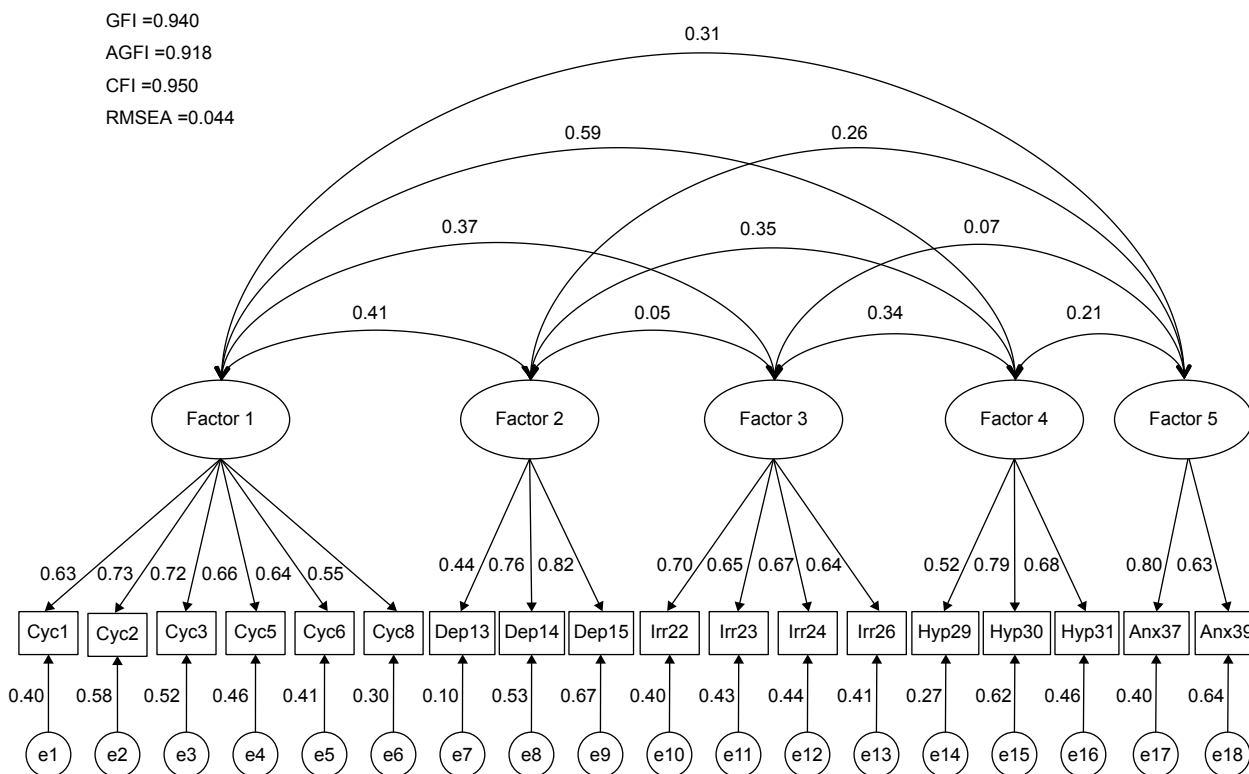 GFI =0.940
AGFI =0.918
CFI =0.950
RMSEA =0.044
0.31
0.59
0.26
0.37
0.35
0.07
0.41
0.05
0.34
0.21
Factor 1
Factor 2
Factor 3
Factor 4
Factor 5
0.63 0.73 0.72 0.66 0.64 0.55 0.44 0.76 0.82 0.70 0.65 0.67 0.64 0.52 0.79 0.68 0.80 0.63
Cyc1 Cyc2 Cyc3 Cyc5 Cyc6 Cyc8 Dep13 Dep14 Dep15 Irr22 Irr23 Irr24 Irr26 Hyp29 Hyp30 Hyp31 Anx37 Anx39
0.40 0.58 0.52 0.46 0.41 0.30 0.10 0.53 0.67 0.40 0.43 0.44 0.41 0.27 0.62 0.46 0.40 0.64
e1 e2 e3 e4 e5 e6 e7 e8 e9 e10 e11 e12 e13 e14 e15 e16 e17 e18